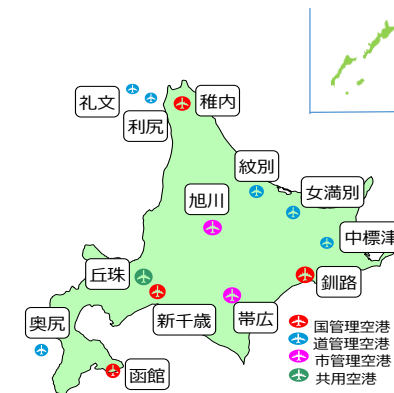 礼文
稚内
利尻
紋別
女満別
旭川
中標津
丘珠
釧路
新千歳
帯広
奥尻
函館
国管理空港
道管理空港
市管理空港
共用空港